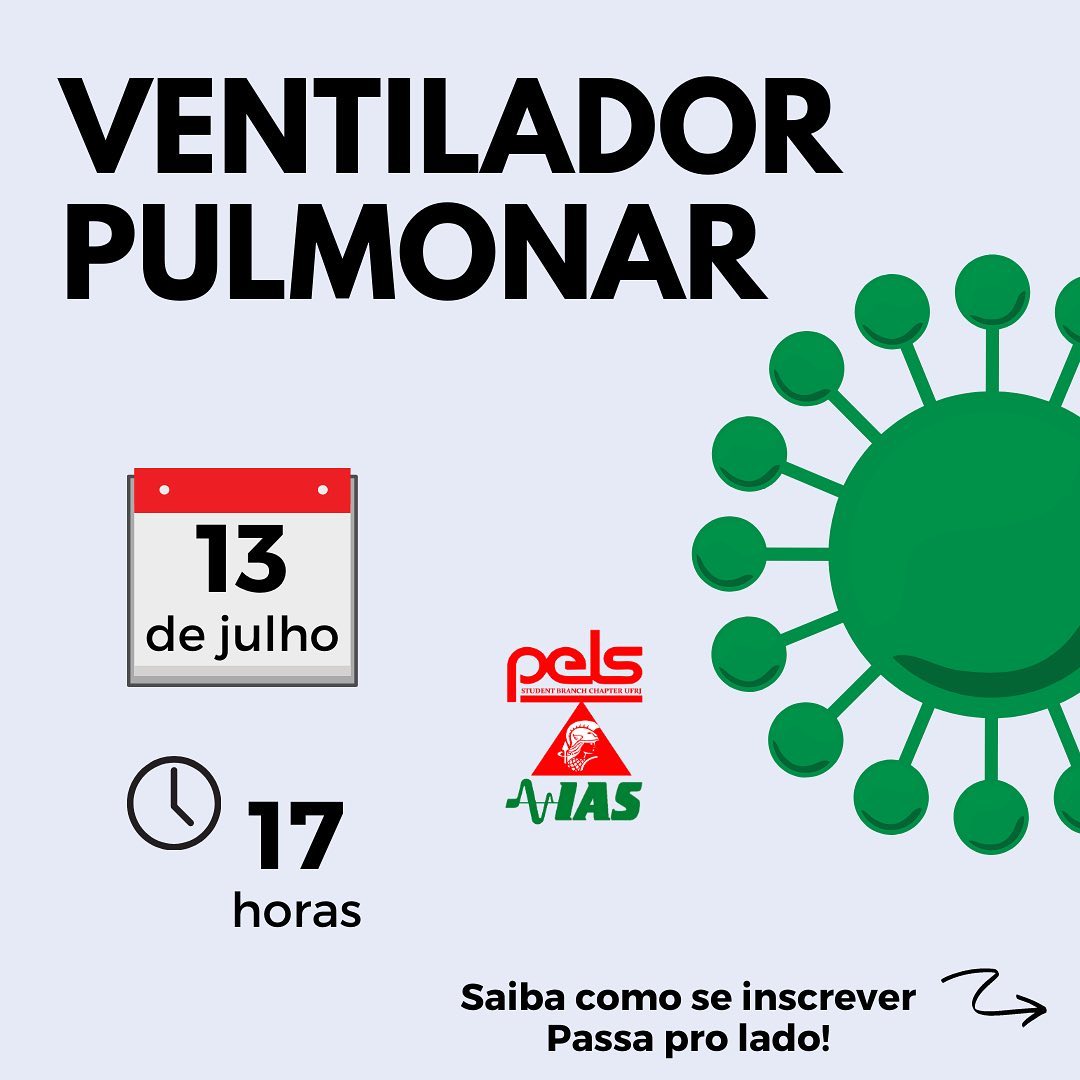 VENTILADOR
PULMONAR
13
de julho
17
horas
pels
STUDENT BRANCH CHAPTER UFRJ
IAS
Saiba como se inscrever
Passa pro lado!